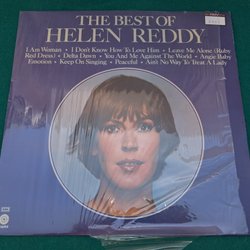 THE BEST OF
HELEN REDDY
I Am Woman • I Don't Know How To Love Him • Leave Me Alone (Ruby
Red Dress) • Delta Dawn • You And Me Against The World • Angie Baby
Emotion • Keep On Singing • Peaceful • Ain't No Way To Treat A Lady